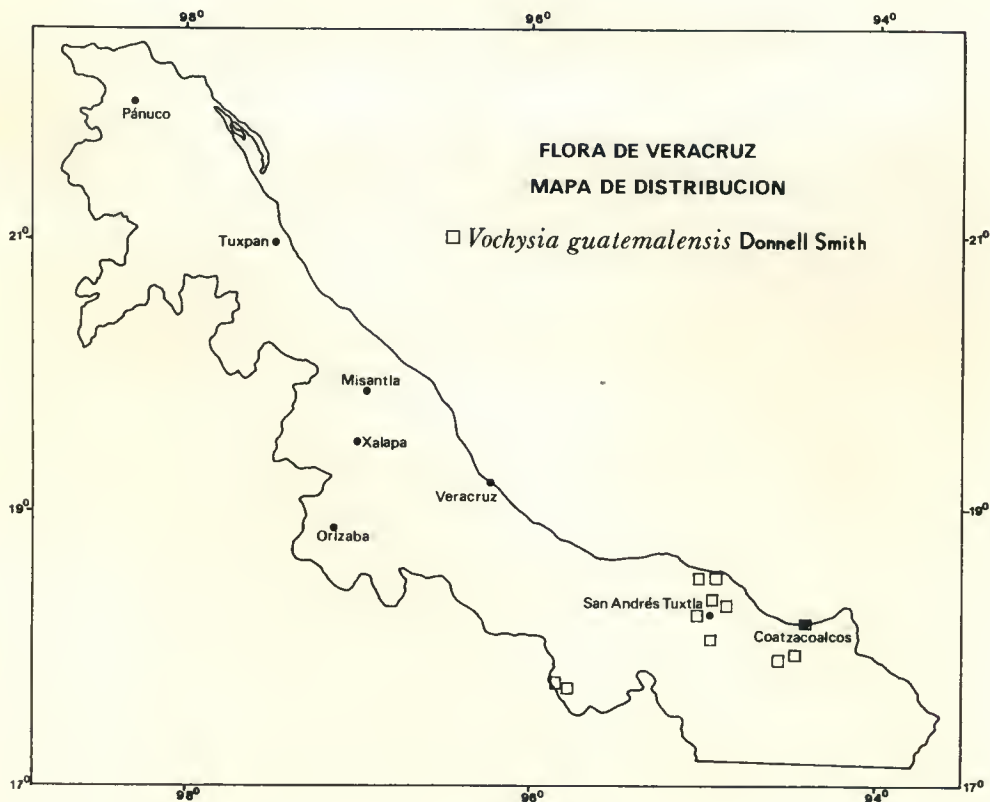 98° 96° 94°
Pánuco
FLORA DE VERACRUZ
MAPA DE DISTRIBUCION
21° Tuxpan 21°
□ Vochysia guatemalensis Donnell Smith
Misantla
Xalapa
Veracruz
19° 19°
Orizaba
San Andrés Tuxtla
Coatzacoalcos
17° 17°
98° 96° 94°